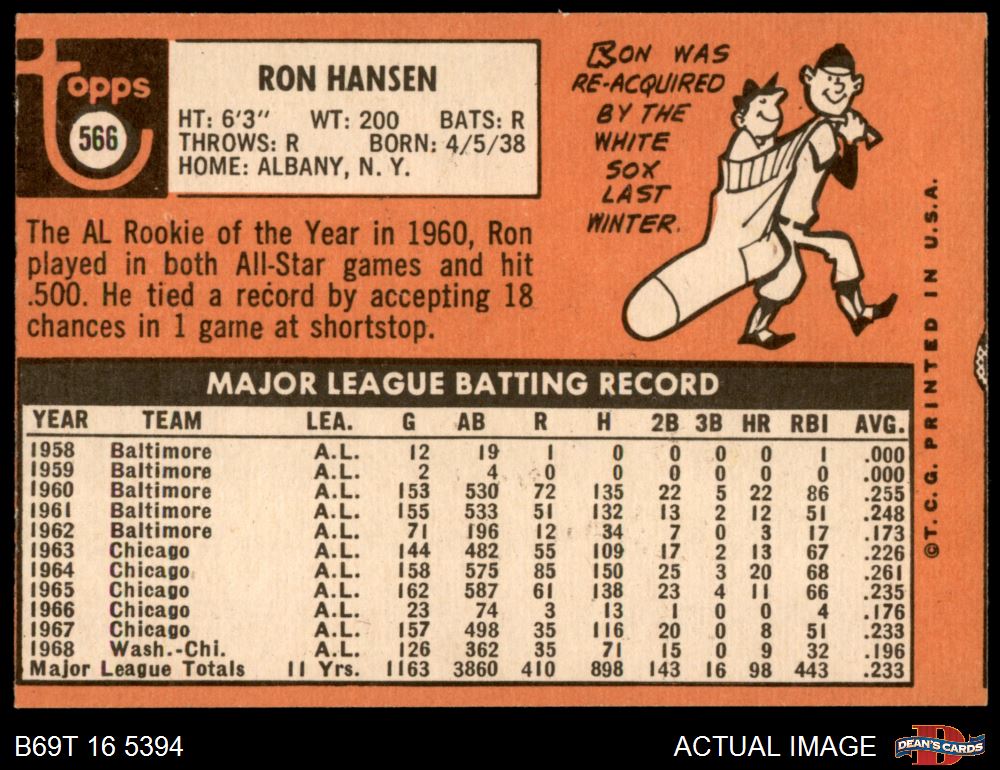 Topps
566
RON HANSEN
HT: 6'3" WT: 200 BATS: R
THROWS: R BORN: 4/5/38
HOME: ALBANY, N. Y.
RON WAS
RE-ACQUIRED
BY THE
WHITE
SOX
LAST
WINTER.
The AL Rookie of the Year in 1960, Ron
played in both All-Star games and hit
.500. He tied a record by accepting 18
chances in 1 game at shortstop.
MAJOR LEAGUE BATTING RECORD
YEAR TEAM LEA. G AB R H 2B 3B HR RBI AVG.
1958 Baltimore A.L. 12 19 1 0 0 0 0 1 .000
1959 Baltimore A.L. 2 4 0 0 0 0 0 0 .000
1960 Baltimore A.L. 153 530 72 135 22 5 22 86 .255
1961 Baltimore A.L. 155 533 51 132 13 2 12 51 .248
1962 Baltimore A.L. 71 196 12 34 7 0 3 17 .173
1963 Chicago A.L. 144 482 55 109 17 2 13 67 .226
1964 Chicago A.L. 158 575 85 150 25 3 20 68 .261
1965 Chicago A.L. 162 587 61 138 23 4 11 66 .235
1966 Chicago A.L. 23 74 3 13 1 0 0 4 .176
1967 Chicago A.L. 157 498 35 116 20 0 8 51 .233
1968 Wash.-Chi. A.L. 126 362 35 71 15 0 9 32 .196
Major League Totals 11 Yrs. 1163 3860 410 898 143 16 98 443 .233
©T. C. G. PRINTED IN U.S.A.
B69T 16 5394
ACTUAL IMAGE
D
DEAN'S CARDS